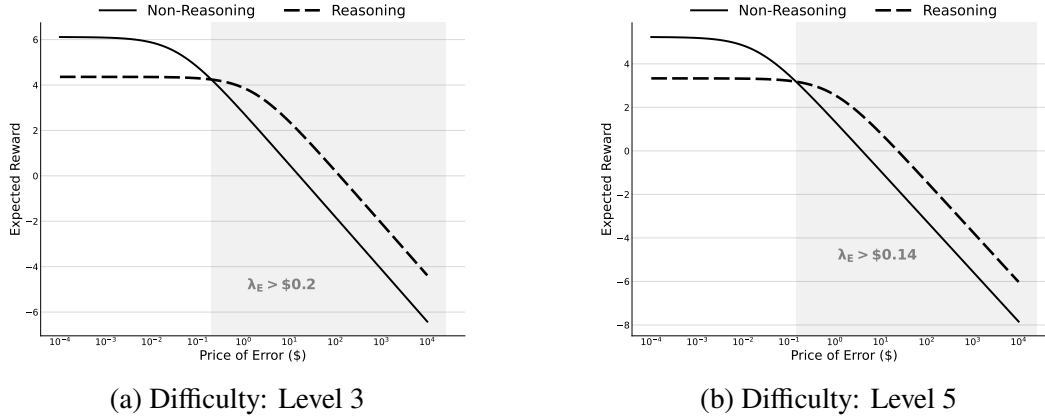 Non-Reasoning Reasoning
6
4
2
0
−2
−4
−6
Expected Reward
λE > $0.2
10−4 10−3 10−2 10−1 100 101 102 103 104
Price of Error ($)
(a) Difficulty: Level 3
Non-Reasoning Reasoning
4
2
0
−2
−4
−6
−8
Expected Reward
λE > $0.14
10−4 10−3 10−2 10−1 100 101 102 103 104
Price of Error ($)
(b) Difficulty: Level 5